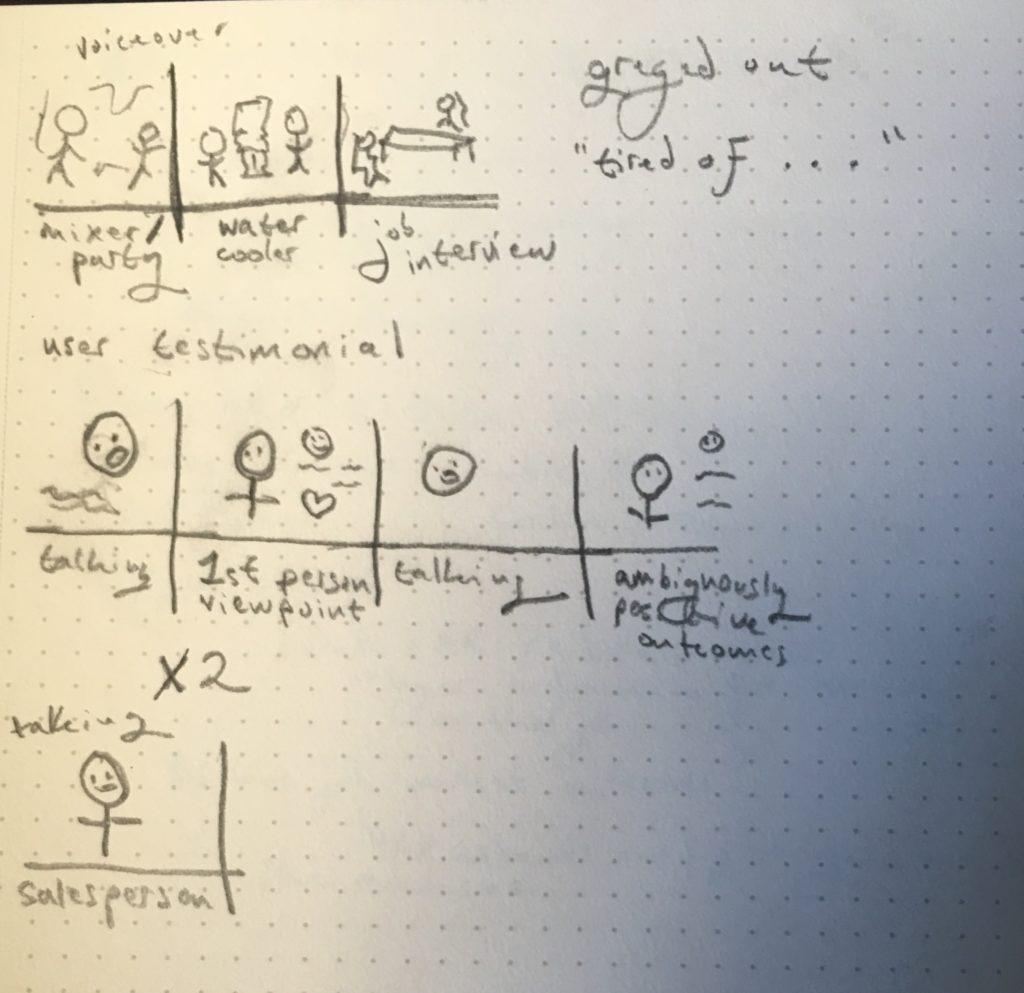 voiceover
greyed out
"tired of ...."
mixer/
party
water
cooler
job
interview
user testimonial
talking
1st person
viewpoint
talking
ambiguously
positive
outcomes
x2
talking
salesperson